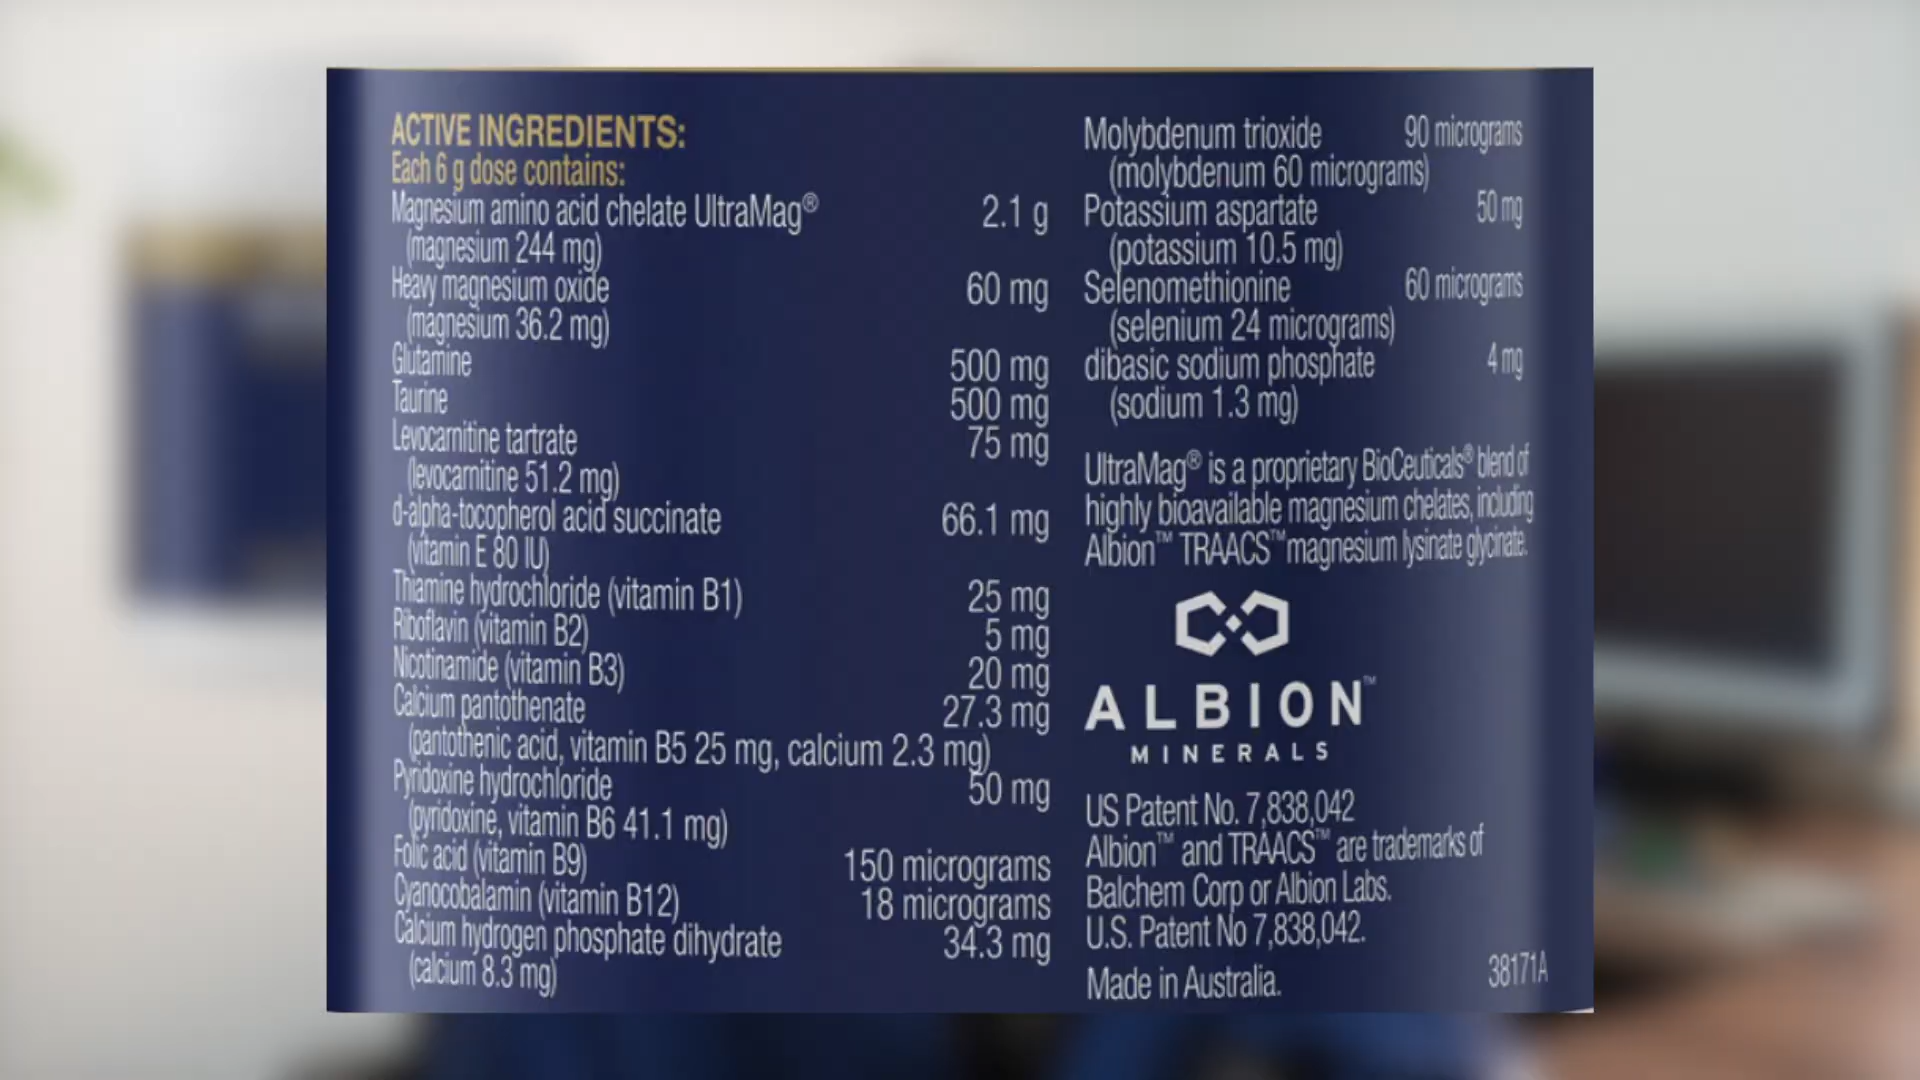 ACTIVE INGREDIENTS:
Each 6 g dose contains:
Magnesium amino acid chelate UltraMag® 2.1 g
(magnesium 244 mg)
Heavy magnesium oxide 60 mg
(magnesium 36.2 mg)
Glutamine 500 mg
Taurine 500 mg
Levocarnitine tartrate 75 mg
(levocarnitine 51.2 mg)
d-alpha-tocopherol acid succinate 66.1 mg
(vitamin E 80 IU)
Thiamine hydrochloride (vitamin B1) 25 mg
Riboflavin (vitamin B2) 5 mg
Nicotinamide (vitamin B3) 20 mg
Calcium pantothenate 27.3 mg
(pantothenic acid, vitamin B5 25 mg, calcium 2.3 mg)
Pyridoxine hydrochloride 50 mg
(pyridoxine, vitamin B6 41.1 mg)
Folic acid (vitamin B9) 150 micrograms
Cyanocobalamin (vitamin B12) 18 micrograms
Calcium hydrogen phosphate dihydrate 34.3 mg
(calcium 8.3 mg)
Molybdenum trioxide 90 micrograms
(molybdenum 60 micrograms)
Potassium aspartate 50 mg
(potassium 10.5 mg)
Selenomethionine 60 micrograms
(selenium 24 micrograms)
dibasic sodium phosphate 4 mg
(sodium 1.3 mg)
UltraMag® is a proprietary BioCeuticals® blend of
highly bioavailable magnesium chelates, including
Albion™ TRAACS™ magnesium lysinate glycinate.
ALBION™
MINERALS
US Patent No. 7,838,042
Albion™ and TRAACS™ are trademarks of
Balchem Corp or Albion Labs.
U.S. Patent No 7,838,042.
Made in Australia.
38171A